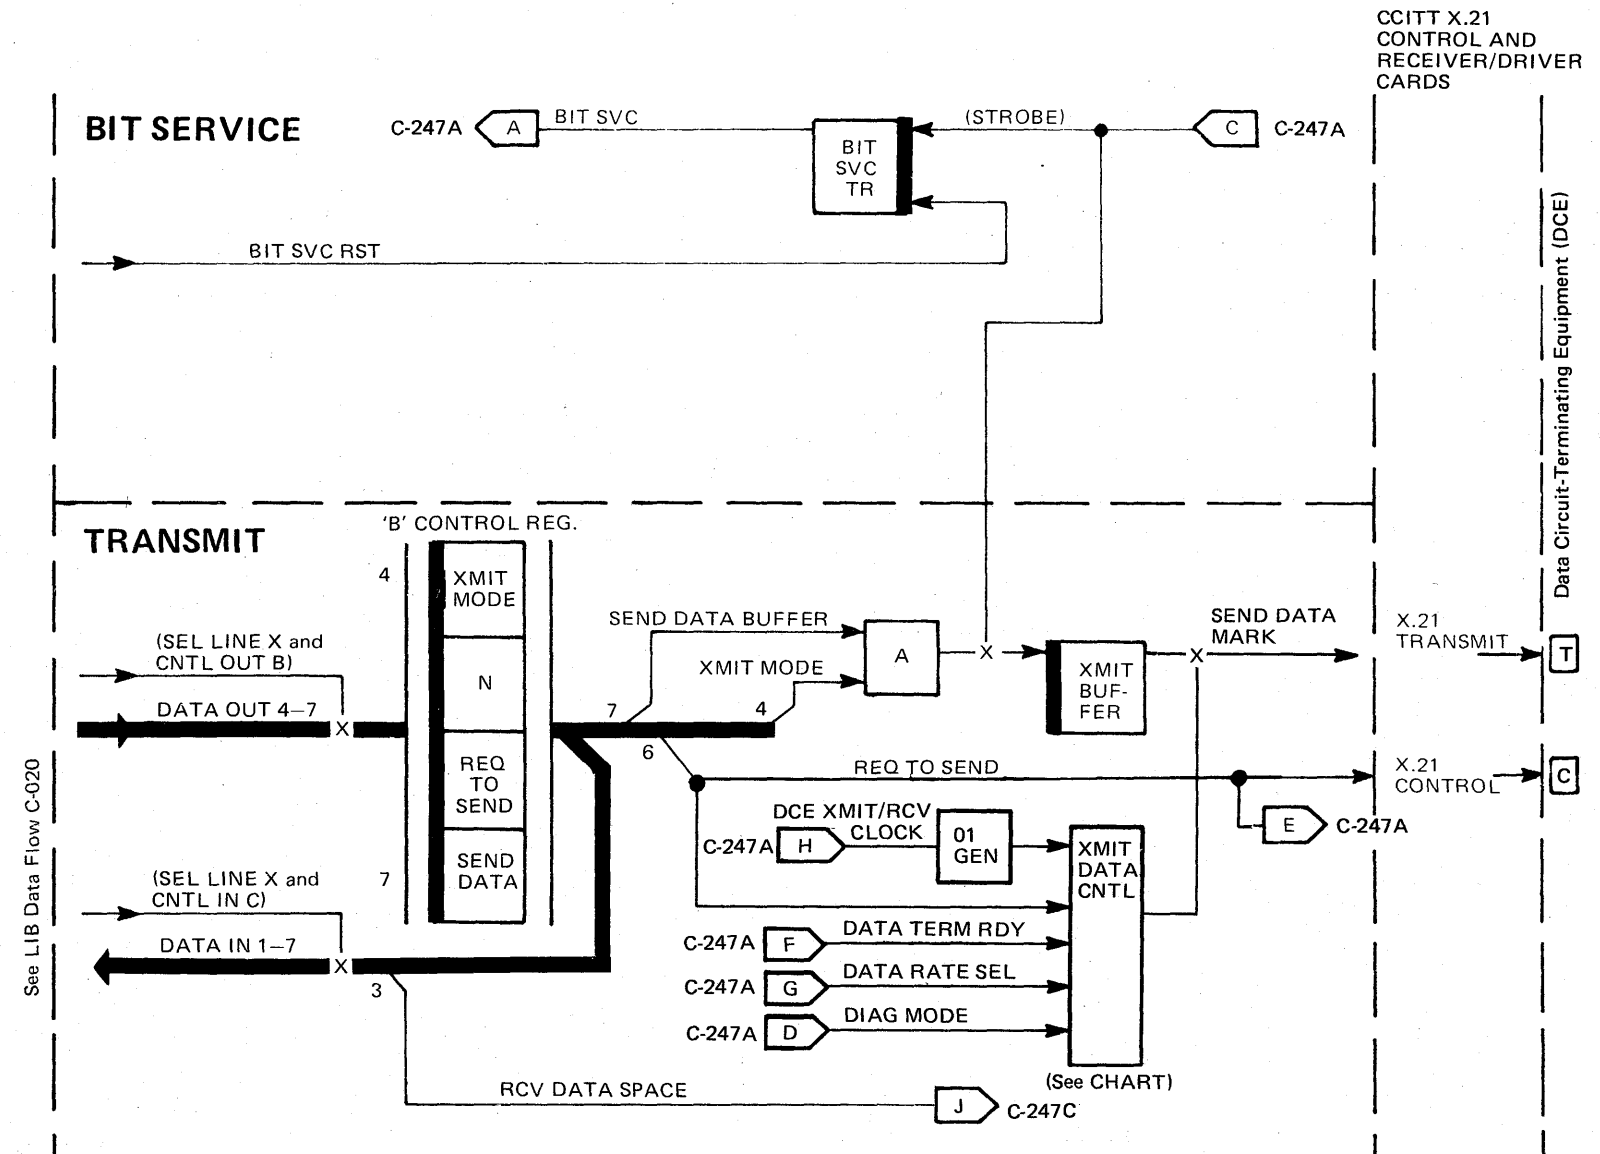 CCITT X.21
CONTROL AND
RECEIVER/DRIVER
CARDS
BIT SERVICE
C-247A
A
BIT SVC
BIT
SVC
TR
(STROBE)
C
C-247A
BIT SVC RST
Data Circuit-Terminating Equipment (DCE)
TRANSMIT
'B' CONTROL REG.
4
XMIT
MODE
N
REQ
TO
SEND
SEND
DATA
7
(SEL LINE X and
CNTL OUT B)
DATA OUT 4–7
X
SEND DATA BUFFER
XMIT MODE
7
4
6
A
X
XMIT
BUF-
FER
SEND DATA
MARK
X
X.21
TRANSMIT
T
REQ TO SEND
X.21
CONTROL
C
E
C-247A
DCE XMIT/RCV
CLOCK
C-247A
H
01
GEN
XMIT
DATA
CNTL
(SEL LINE X and
CNTL IN C)
DATA IN 1–7
X
3
C-247A
F
DATA TERM RDY
C-247A
G
DATA RATE SEL
C-247A
D
DIAG MODE
(See CHART)
RCV DATA SPACE
J
C-247C
See LIB Data Flow C-020